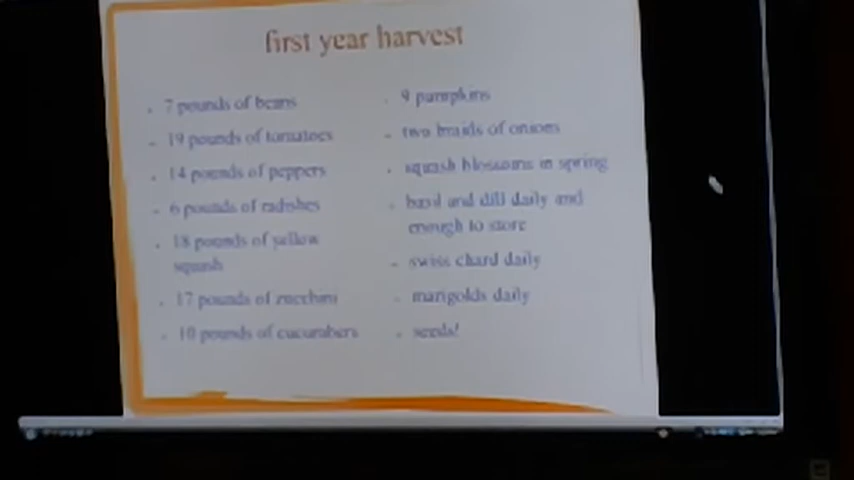 first year harvest
7 pounds of beans
19 pounds of tomatoes
14 pounds of peppers
6 pounds of radishes
18 pounds of yellow
squash
17 pounds of zucchini
10 pounds of cucumbers
9 pumpkins
two braids of onions
squash blossoms in spring
basil and dill daily and
enough to store
swiss chard daily
marigolds daily
seeds!